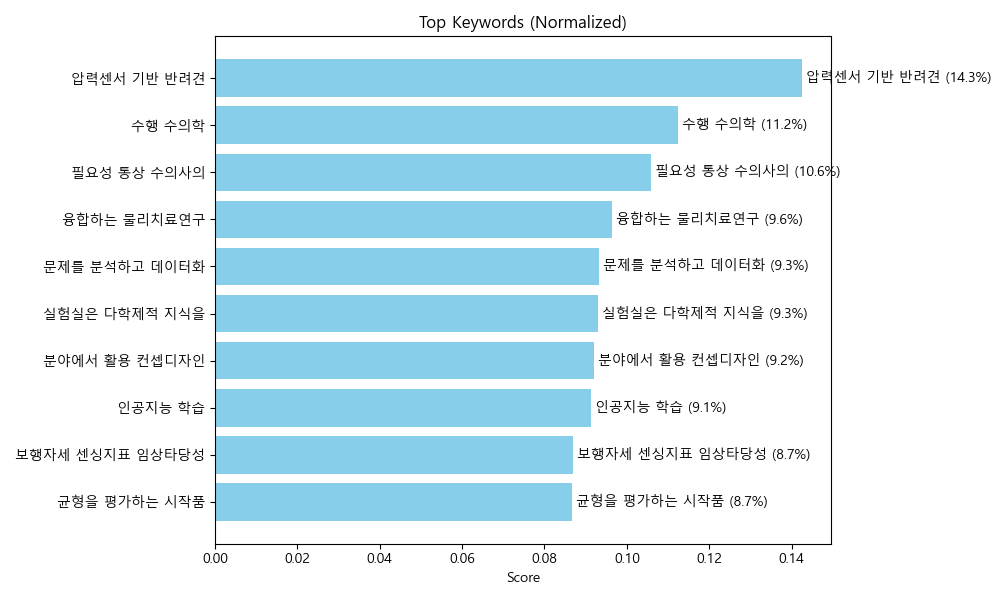 Top Keywords (Normalized)
압력센서 기반 반려견 압력센서 기반 반려견 (14.3%)
수행 수의학 수행 수의학 (11.2%)
필요성 통상 수의사의 필요성 통상 수의사의 (10.6%)
융합하는 물리치료연구 융합하는 물리치료연구 (9.6%)
문제를 분석하고 데이터화 문제를 분석하고 데이터화 (9.3%)
실험실은 다학제적 지식을 실험실은 다학제적 지식을 (9.3%)
분야에서 활용 컨셉디자인 분야에서 활용 컨셉디자인 (9.2%)
인공지능 학습 인공지능 학습 (9.1%)
보행자세 센싱지표 임상타당성 보행자세 센싱지표 임상타당성 (8.7%)
균형을 평가하는 시작품 균형을 평가하는 시작품 (8.7%)
0.00 0.02 0.04 0.06 0.08 0.10 0.12 0.14
Score